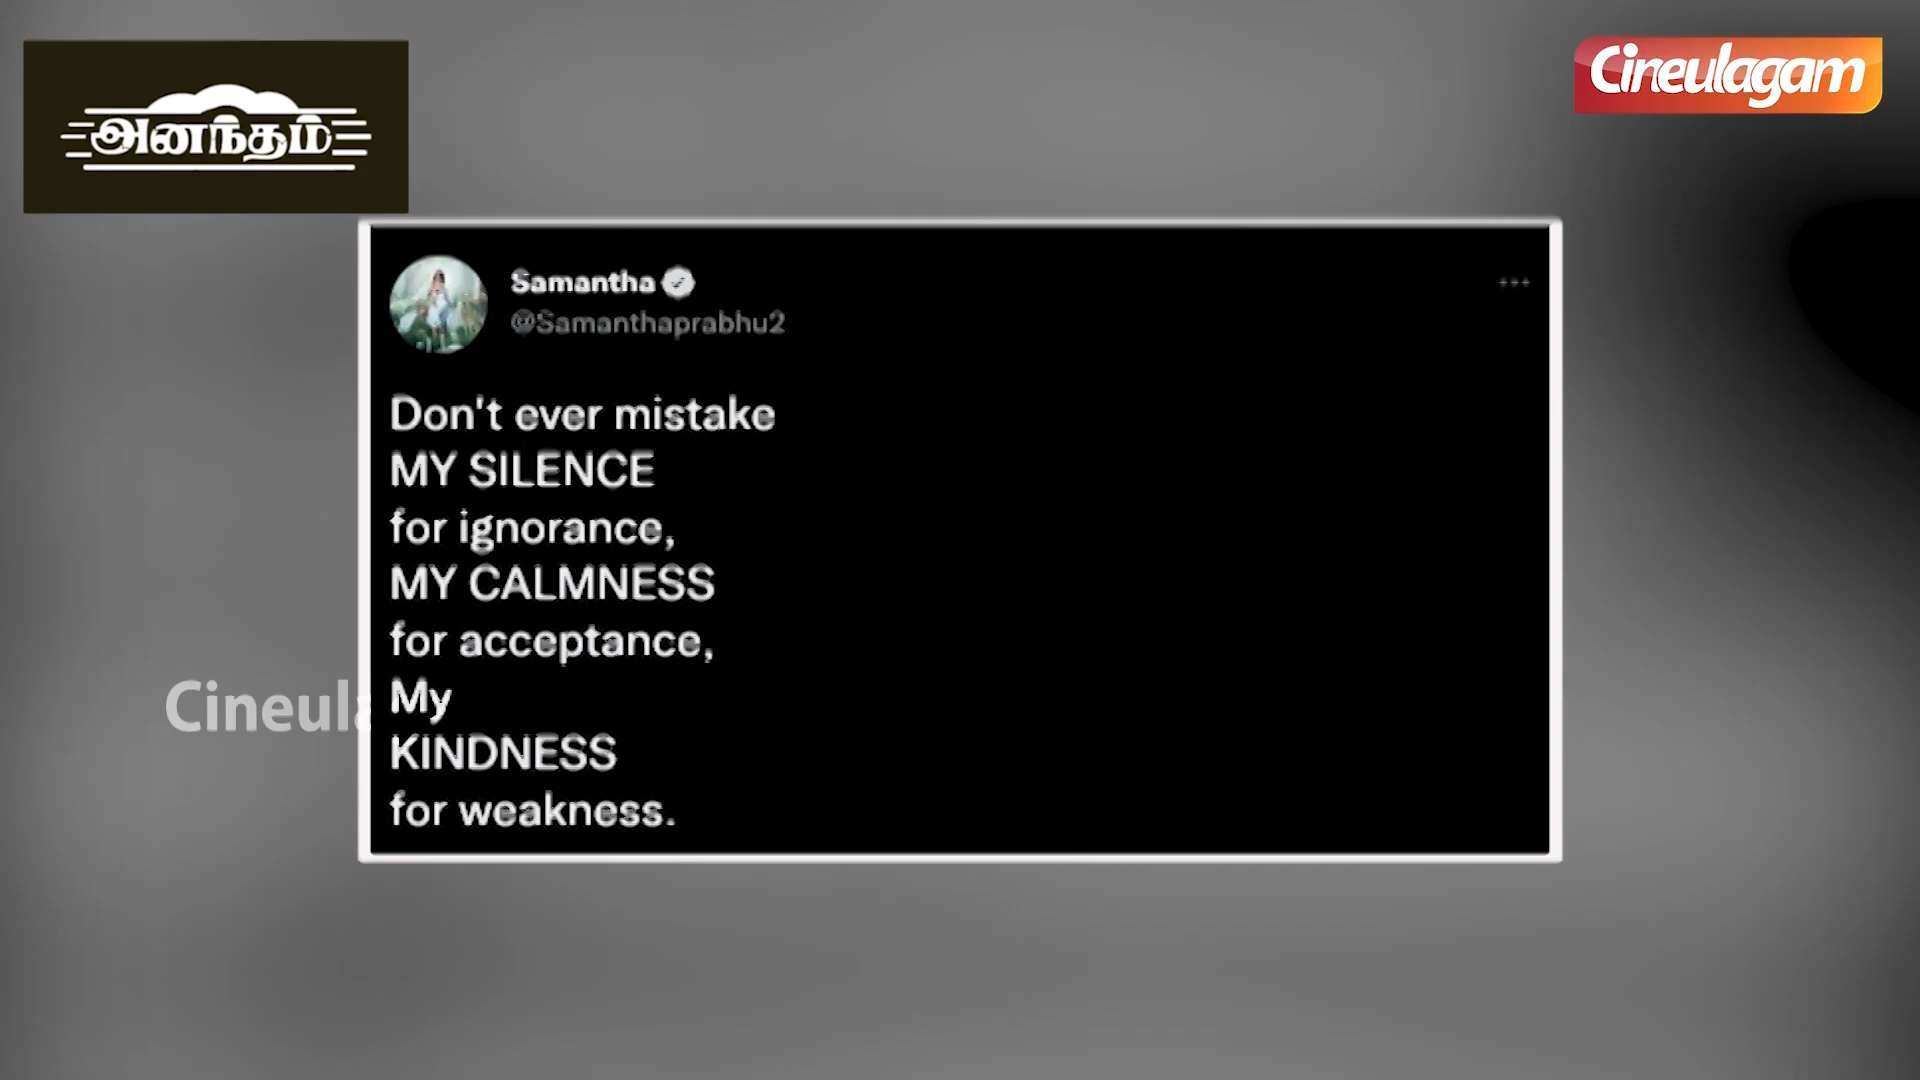 அனந்தம்
Cineulagam
Samantha
@Samanthaprabhu2
Don't ever mistake
MY SILENCE
for ignorance,
MY CALMNESS
for acceptance,
My
KINDNESS
for weakness.
Cineula